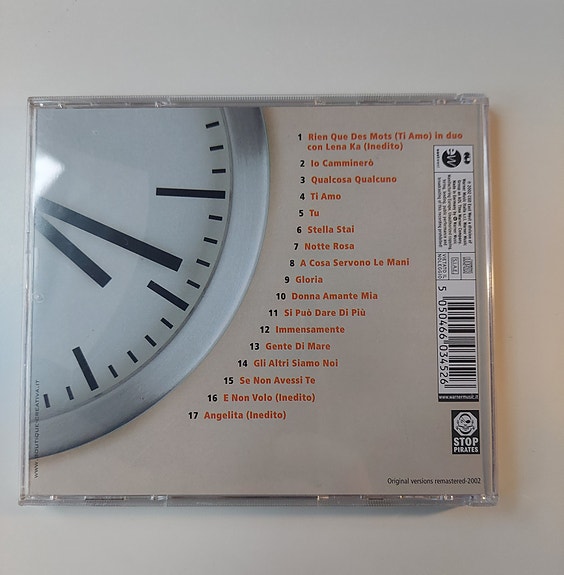 1 Rien Que Des Mots (Ti Amo) in duo
con Lena Ka (Inedito)
2 Io Camminerò
3 Qualcosa Qualcuno
4 Ti Amo
5 Tu
6 Stella Stai
7 Notte Rosa
8 A Cosa Servono Le Mani
9 Gloria
10 Donna Amante Mia
11 Si Può Dare Di Più
12 Immensamente
13 Gente Di Mare
14 Gli Altri Siamo Noi
15 Se Non Avessi Te
16 E Non Volo (Inedito)
17 Angelita (Inedito)
5 050466 034526
www.warnermusic.it
STOP
PIRATES
Original versions remastered-2002